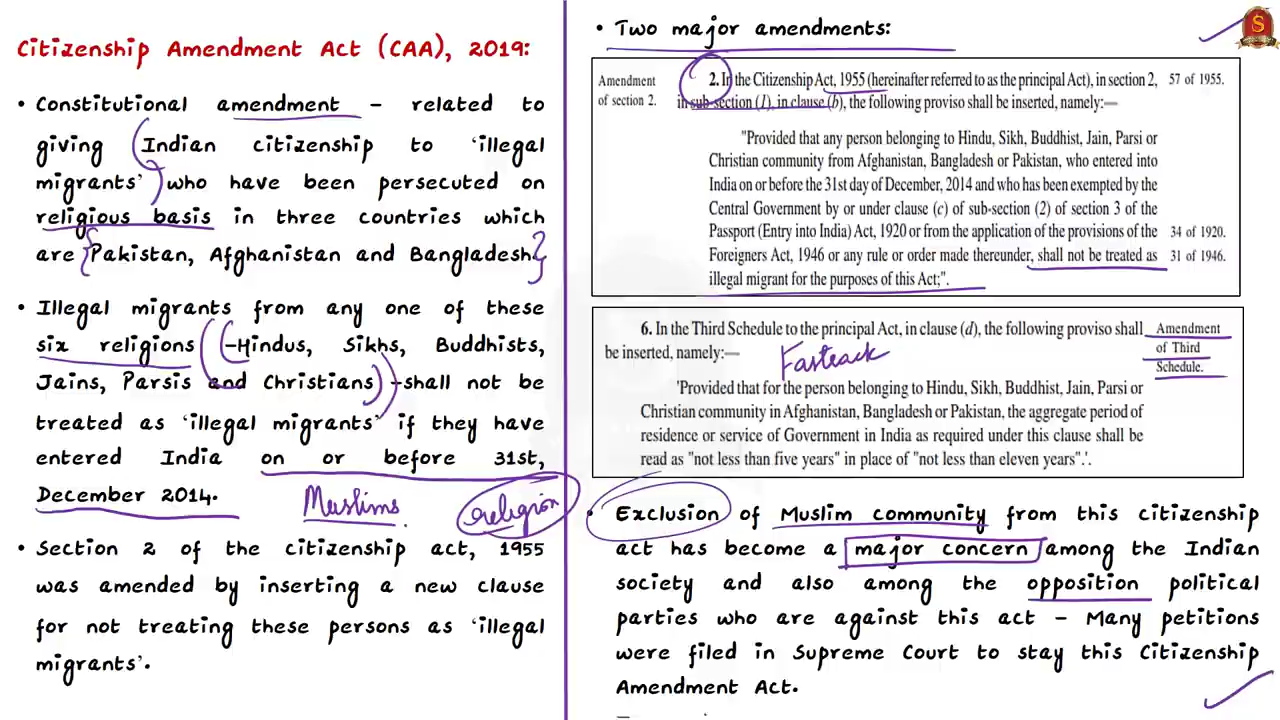 Citizenship Amendment Act (CAA), 2019:
• Constitutional amendment – related to
giving Indian citizenship to 'illegal
migrants' who have been persecuted on
religious basis in three countries which
are Pakistan, Afghanistan and Bangladesh.
• Illegal migrants from any one of these
six religions –Hindus, Sikhs, Buddhists,
Jains, Parsis and Christians –shall not be
treated as 'illegal migrants' if they have
entered India on or before 31st,
December 2014.
Muslims
religion
• Section 2 of the citizenship act, 1955
was amended by inserting a new clause
for not treating these persons as 'illegal
migrants'.
• Two major amendments:
S
Amendment
of section 2.
2. In the Citizenship Act, 1955 (hereinafter referred to as the principal Act), in section 2,
57 of 1955.
in sub-section (1), in clause (b), the following proviso shall be inserted, namely:—
"Provided that any person belonging to Hindu, Sikh, Buddhist, Jain, Parsi or
Christian community from Afghanistan, Bangladesh or Pakistan, who entered into
India on or before the 31st day of December, 2014 and who has been exempted by the
Central Government by or under clause (c) of sub-section (2) of section 3 of the
Passport (Entry into India) Act, 1920 or from the application of the provisions of the
34 of 1920.
Foreigners Act, 1946 or any rule or order made thereunder, shall not be treated as
31 of 1946.
illegal migrant for the purposes of this Act;".
6. In the Third Schedule to the principal Act, in clause (d), the following proviso shall
be inserted, namely:—
Amendment
of Third
Schedule.
Fastrack
'Provided that for the person belonging to Hindu, Sikh, Buddhist, Jain, Parsi or
Christian community in Afghanistan, Bangladesh or Pakistan, the aggregate period of
residence or service of Government in India as required under this clause shall be
read as "not less than five years" in place of "not less than eleven years".'.
• Exclusion of Muslim community from this citizenship
act has become a major concern among the Indian
society and also among the opposition political
parties who are against this act – Many petitions
were filed in Supreme Court to stay this Citizenship
Amendment Act.